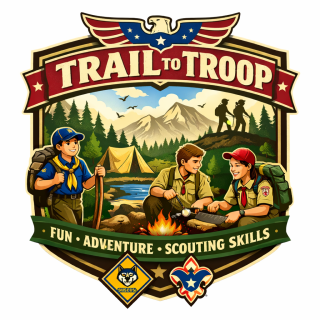 TRAIL TO TROOP
FUN · ADVENTURE · SCOUTING SKILLS